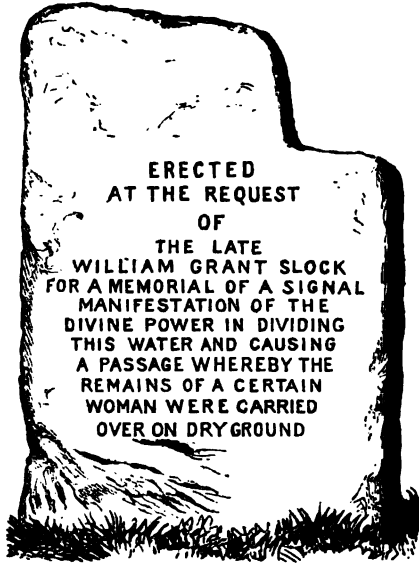 ERECTED
AT THE REQUEST
OF
THE LATE
WILLIAM GRANT SLOCK
FOR A MEMORIAL OF A SIGNAL
MANIFESTATION OF THE
DIVINE POWER IN DIVIDING
THIS WATER AND CAUSING
A PASSAGE WHEREBY THE
REMAINS OF A CERTAIN
WOMAN WERE CARRIED
OVER ON DRY GROUND